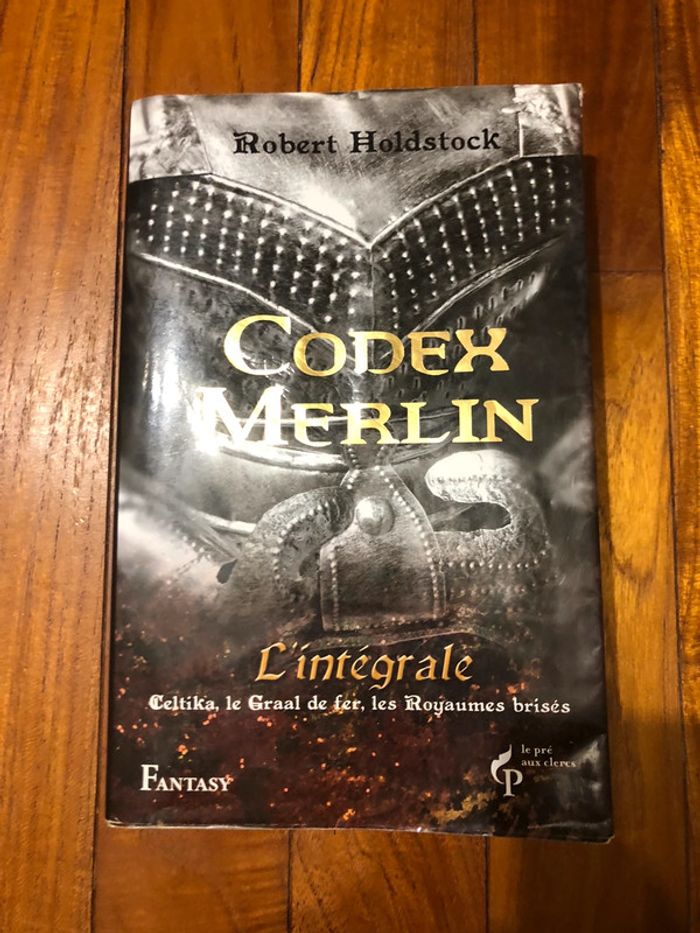 Robert Holdstock
Codex
Merlin
L'intégrale
Celtika, le Graal de fer, les Royaumes brisés
Fantasy
le pré
aux clercs
P